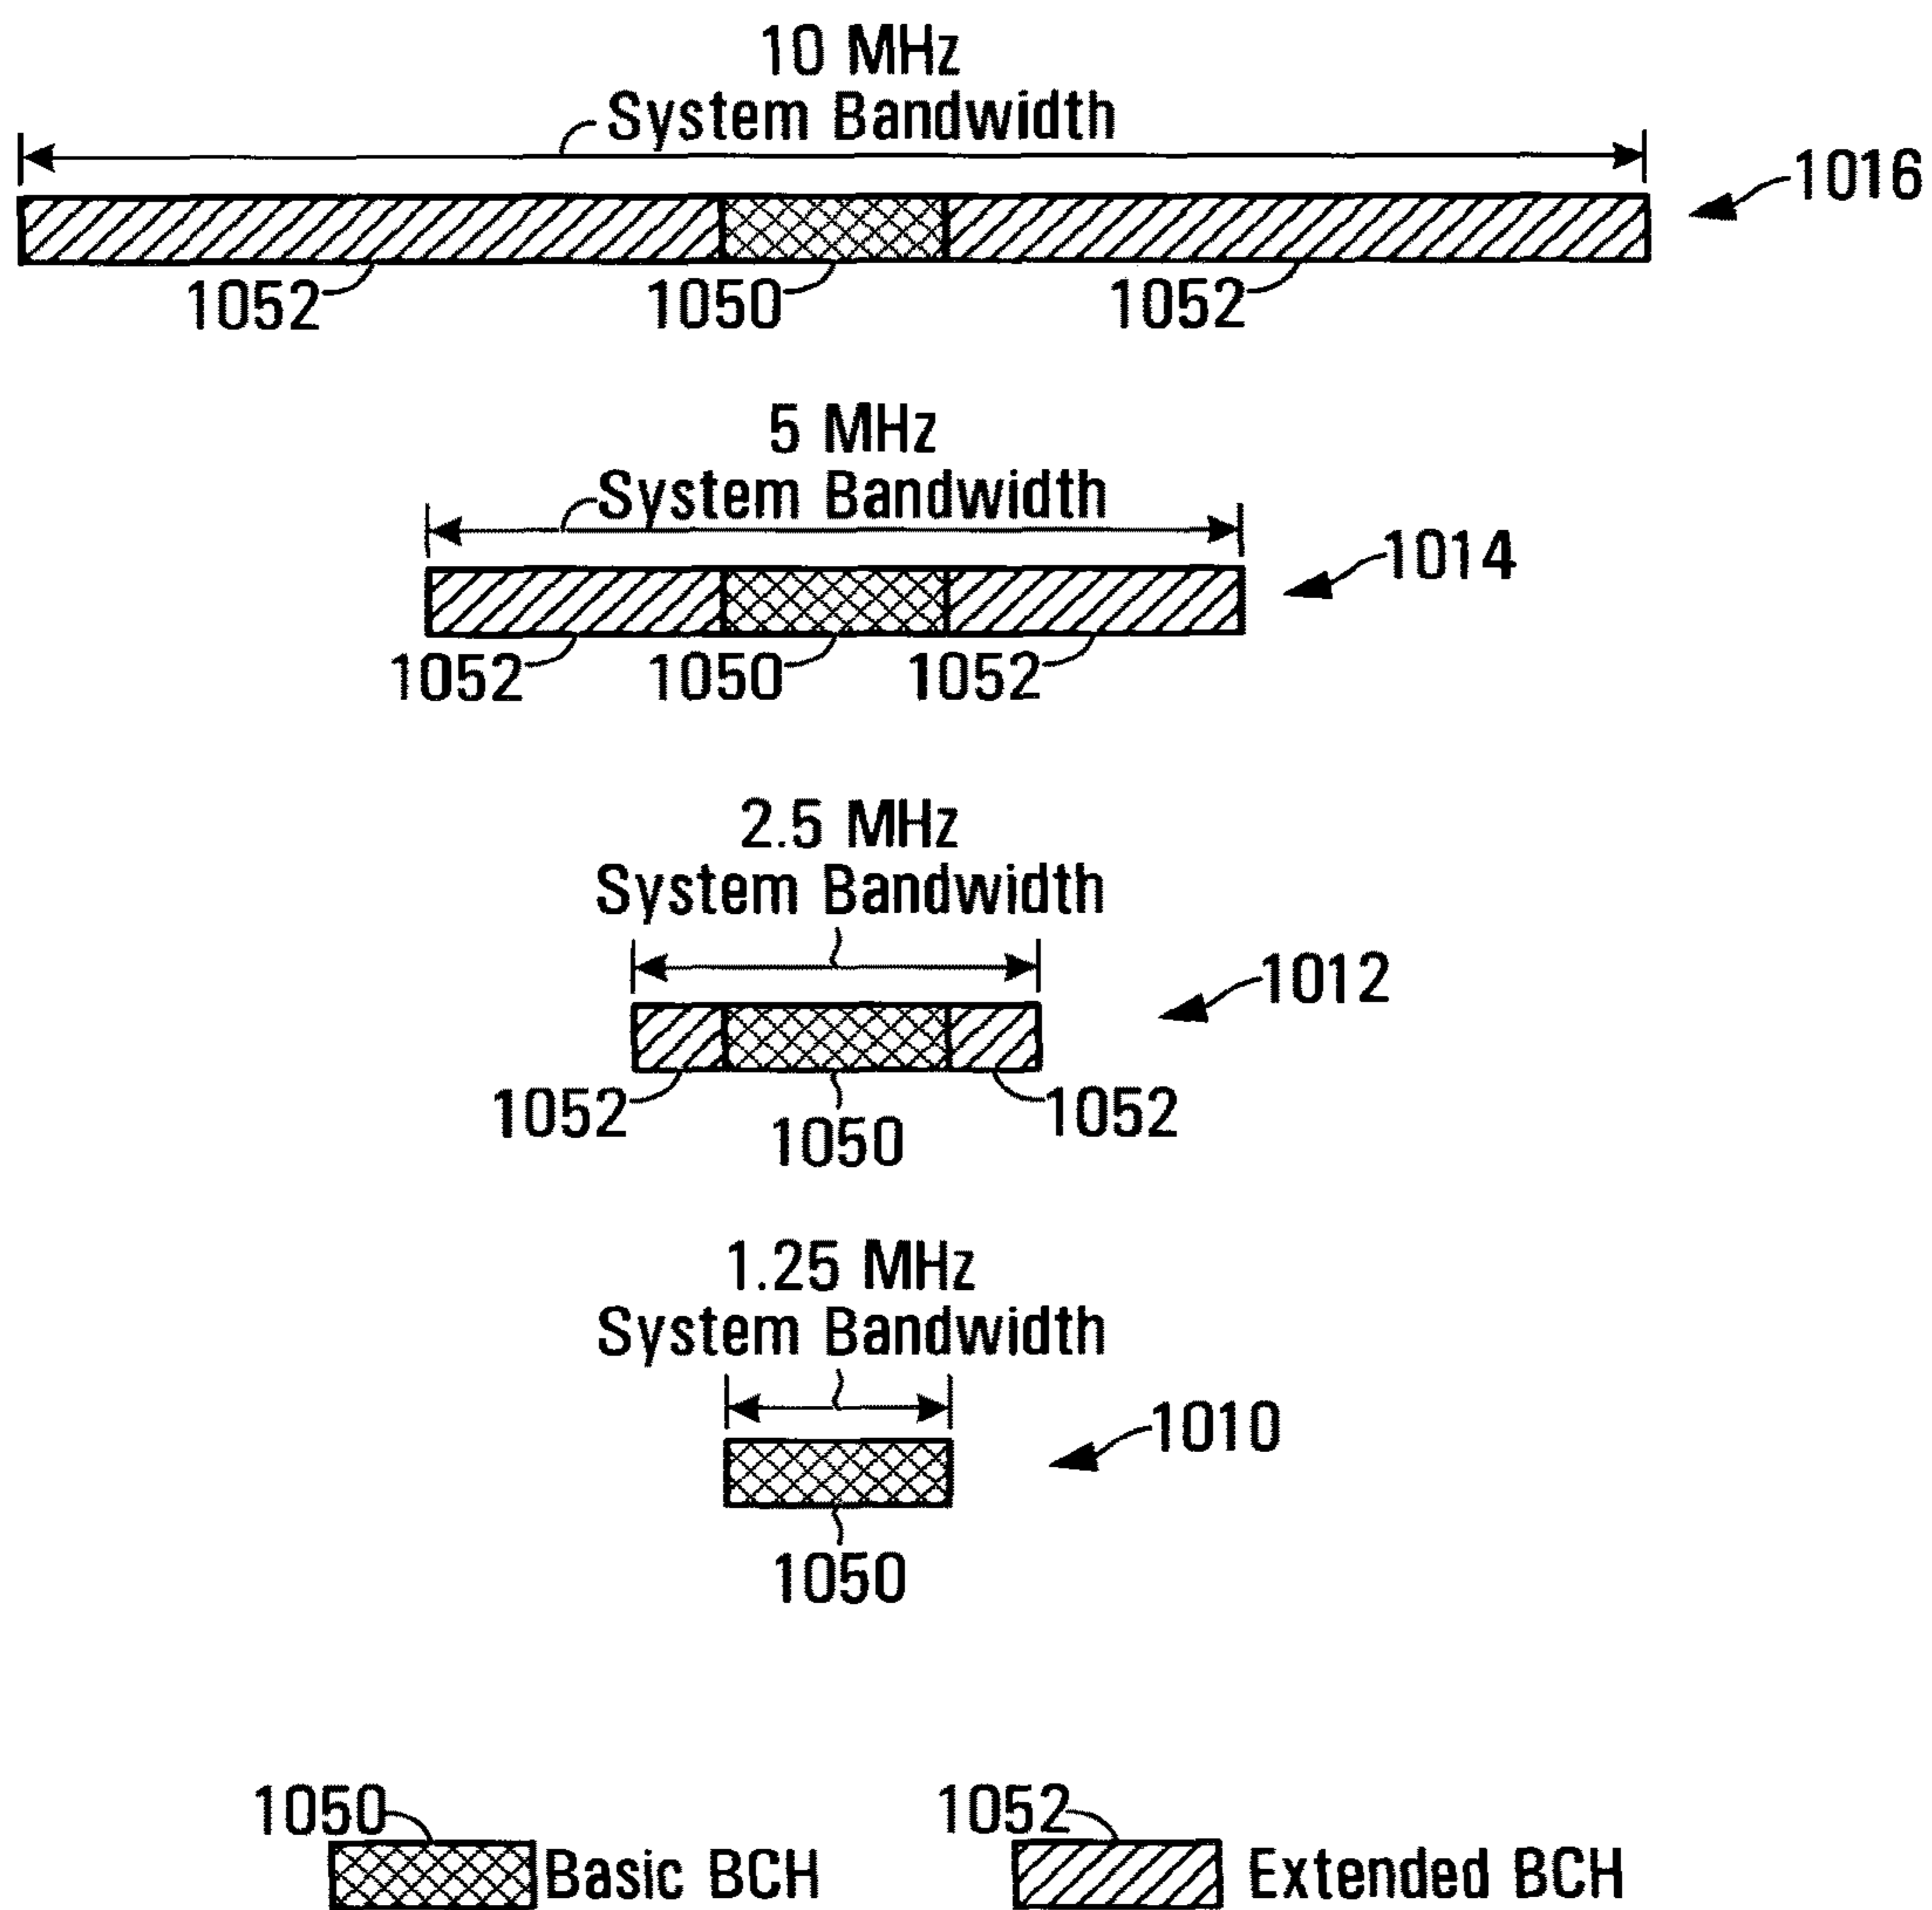 10 MHz
System Bandwidth
1016
1052 1050 1052
5 MHz
System Bandwidth
1014
1052 1050 1052
2.5 MHz
System Bandwidth
1012
1052 1050 1052
1.25 MHz
System Bandwidth
1010
1050
1050 1052
Basic BCH Extended BCH